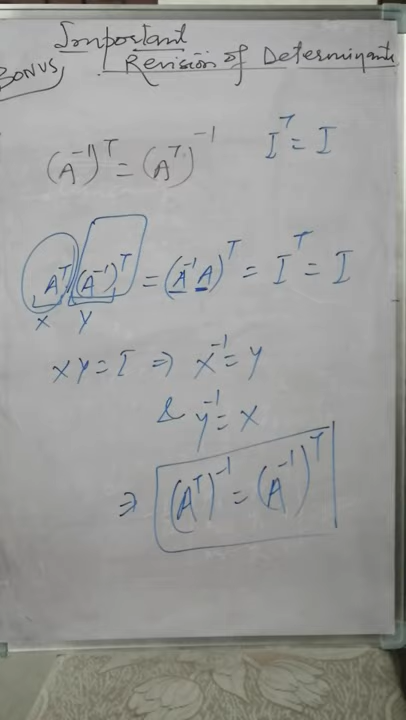 Important
BONUS, Revision of Determinants
(A⁻¹)ᵀ = (Aᵀ)⁻¹ Iᵀ = I
Aᵀ (A⁻¹)ᵀ = (A⁻¹A)ᵀ = Iᵀ = I
X Y
XY = I ⇒ X⁻¹ = Y
& Y⁻¹ = X
⇒ (Aᵀ)⁻¹ = (A⁻¹)ᵀ